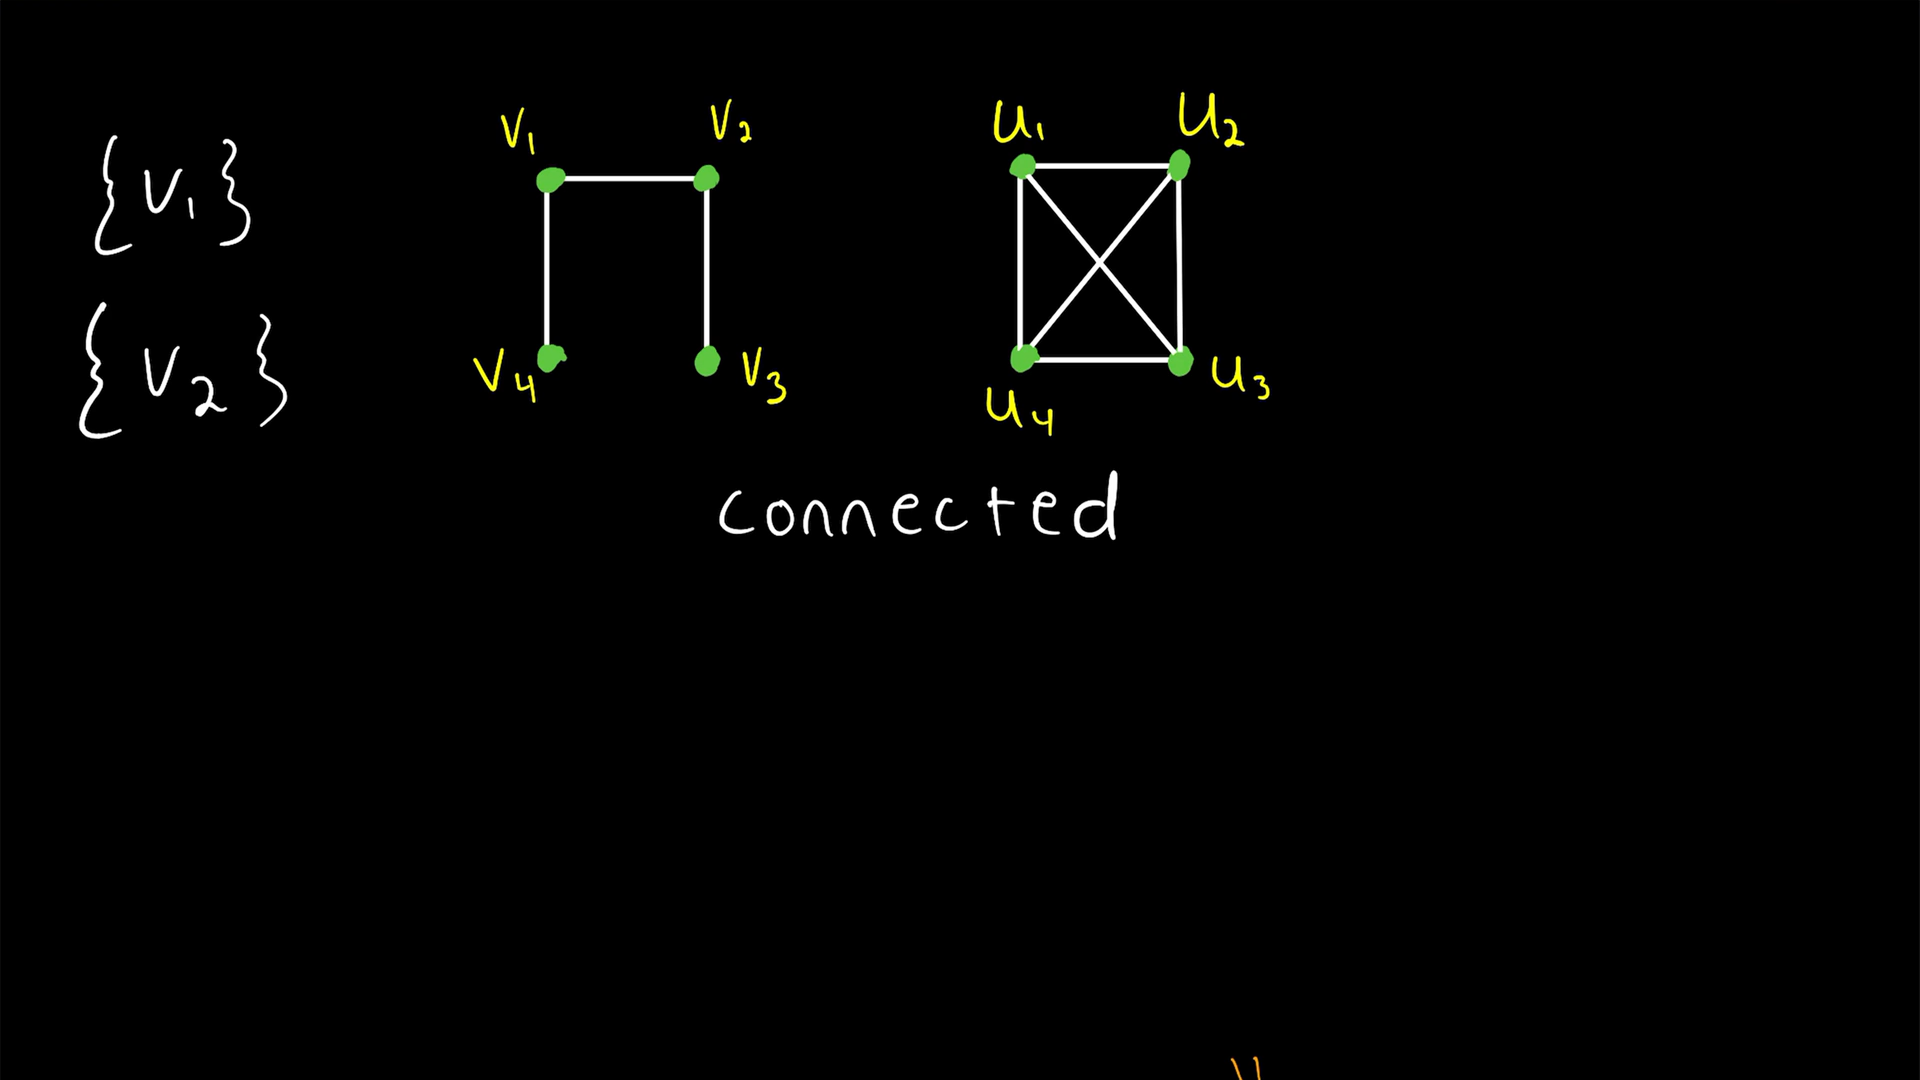 V₁ V₂ U₁ U₂
{V₁}
{V₂}
V₄ V₃ U₄ U₃
connected